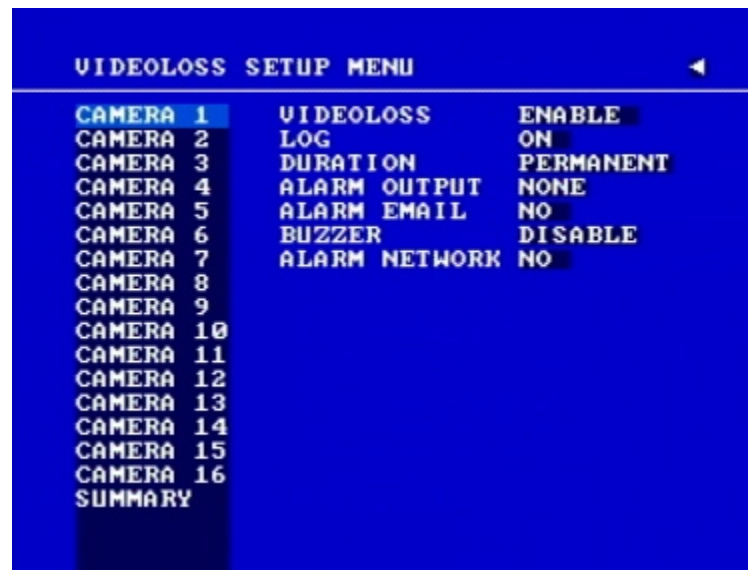 VIDEOLOSS SETUP MENU
CAMERA 1 VIDEOLOSS ENABLE
CAMERA 2 LOG ON
CAMERA 3 DURATION PERMANENT
CAMERA 4 ALARM OUTPUT NONE
CAMERA 5 ALARM EMAIL NO
CAMERA 6 BUZZER DISABLE
CAMERA 7 ALARM NETWORK NO
CAMERA 8
CAMERA 9
CAMERA 10
CAMERA 11
CAMERA 12
CAMERA 13
CAMERA 14
CAMERA 15
CAMERA 16
SUMMARY